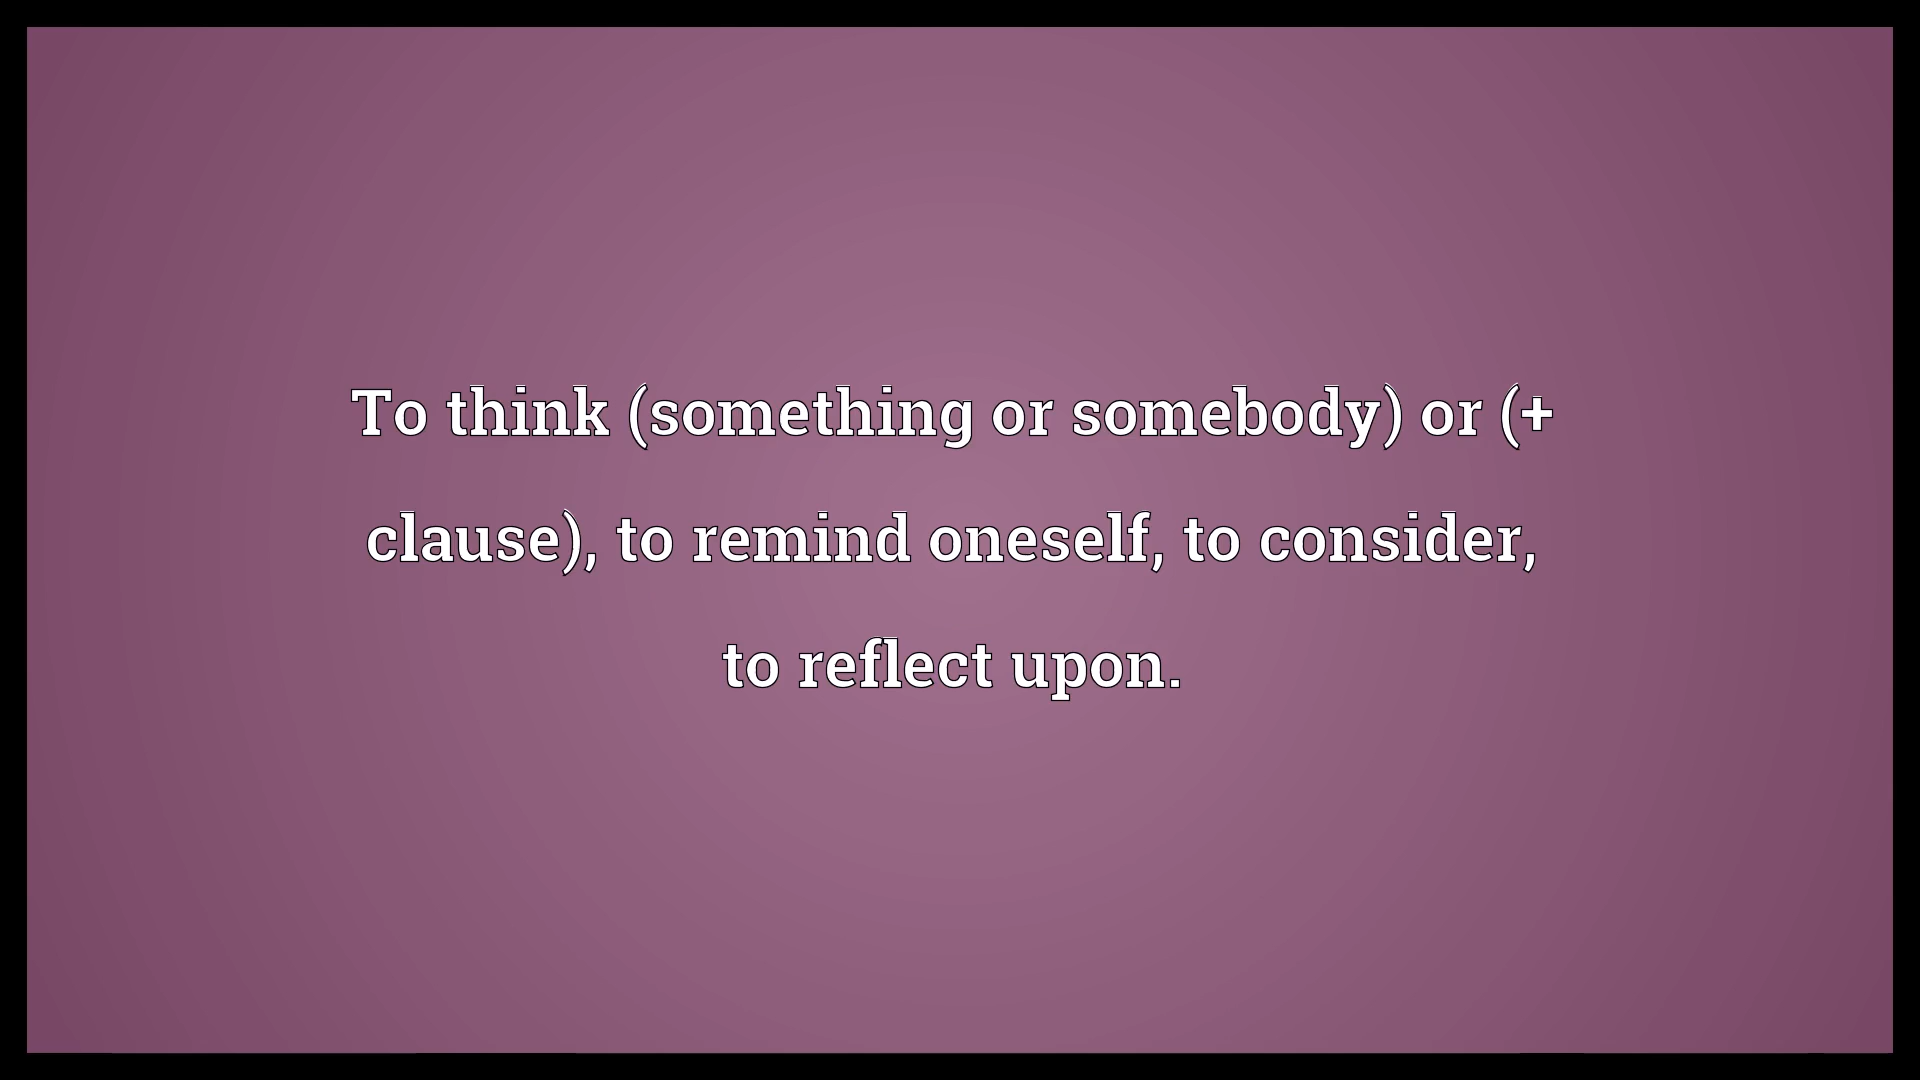 To think (something or somebody) or (+
clause), to remind oneself, to consider,
to reflect upon.